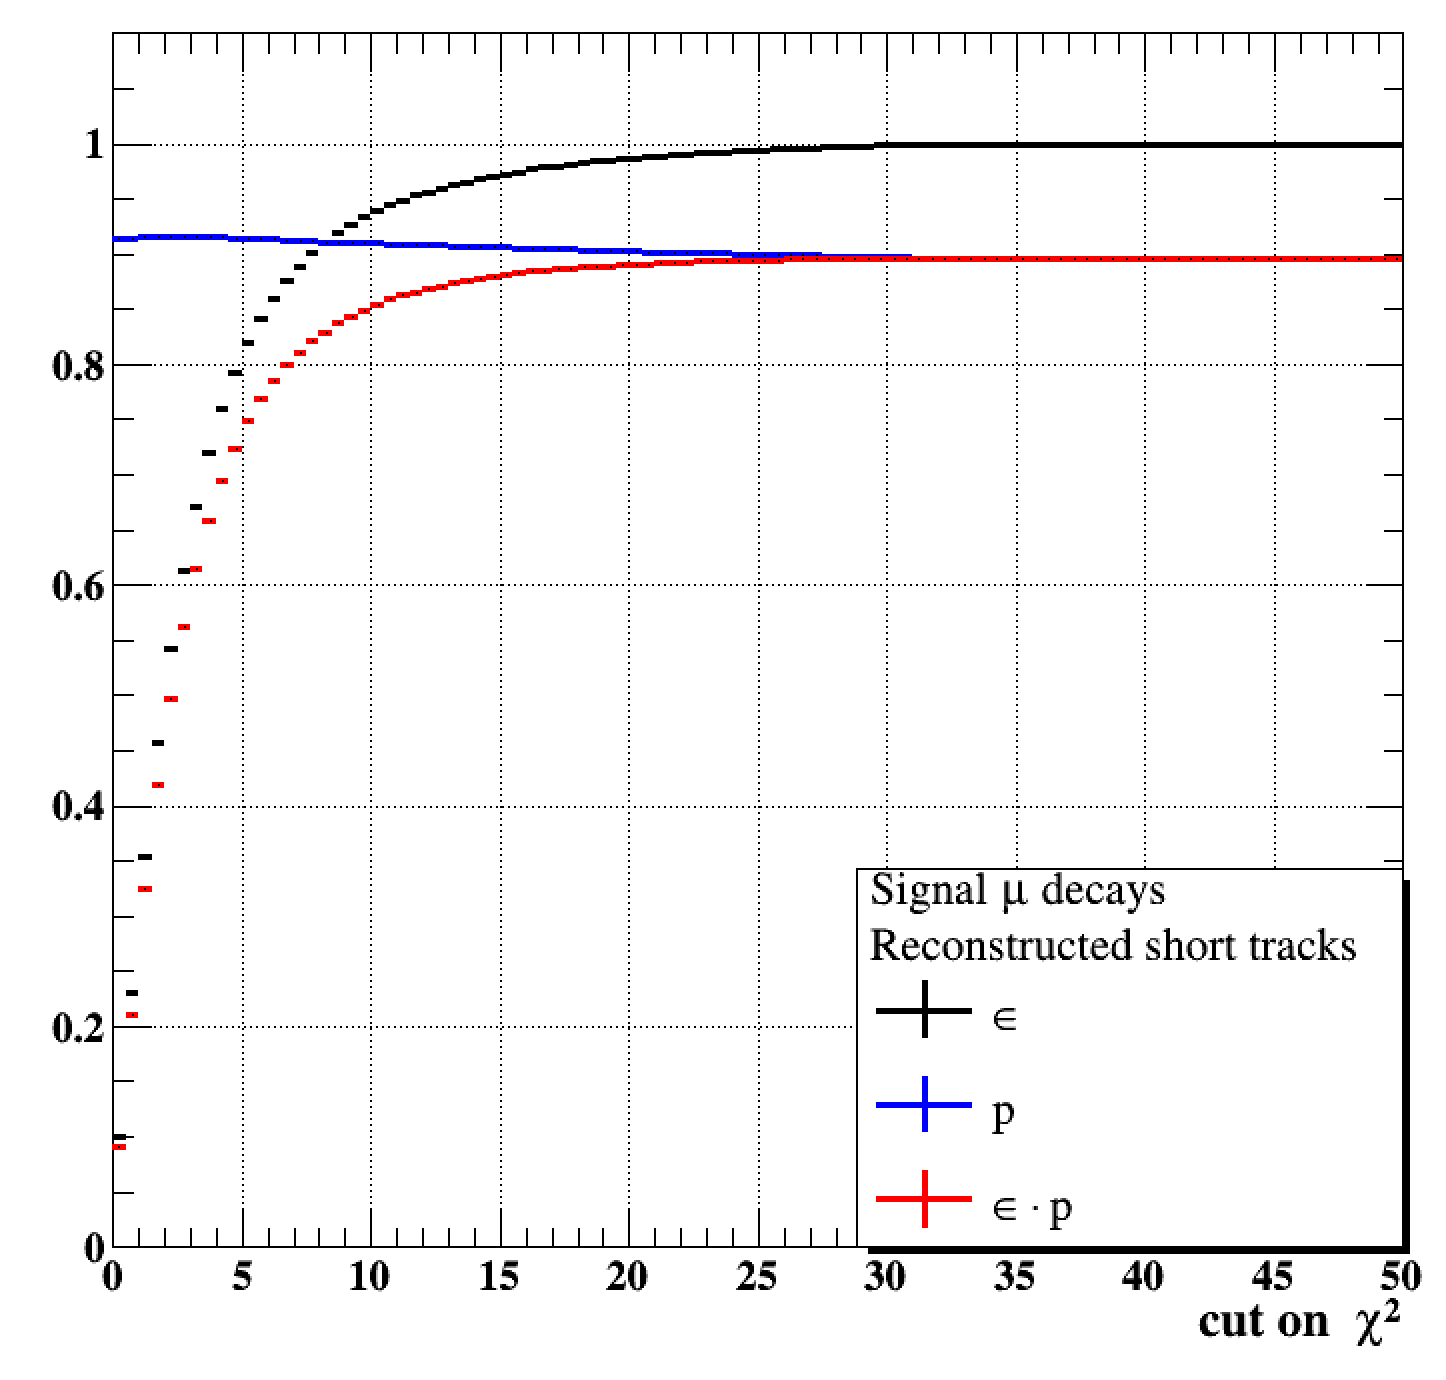 1
0.8
0.6
0.4
0.2
0
0 5 10 15 20 25 30 35 40 45 50
cut on χ²
Signal μ decays
Reconstructed short tracks
∈
p
∈ · p